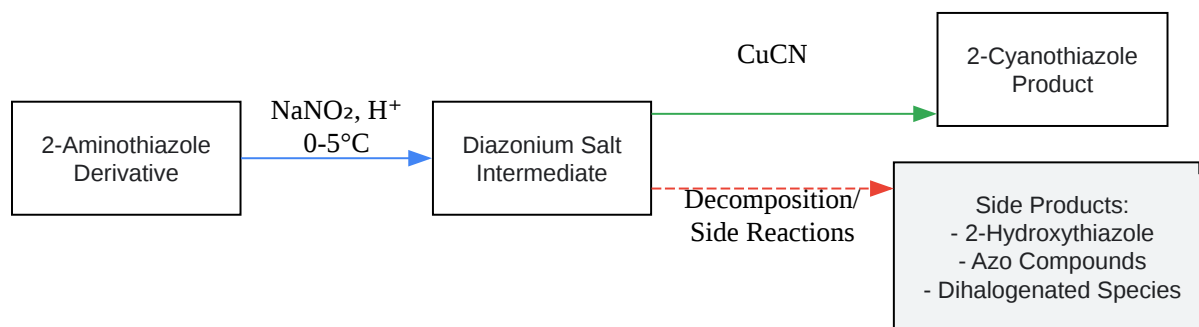 2-Aminothiazole
Derivative
NaNO₂, H⁺
0-5°C
Diazonium Salt
Intermediate
CuCN
2-Cyanothiazole
Product
Decomposition/
Side Reactions
Side Products:
- 2-Hydroxythiazole
- Azo Compounds
- Dihalogenated Species